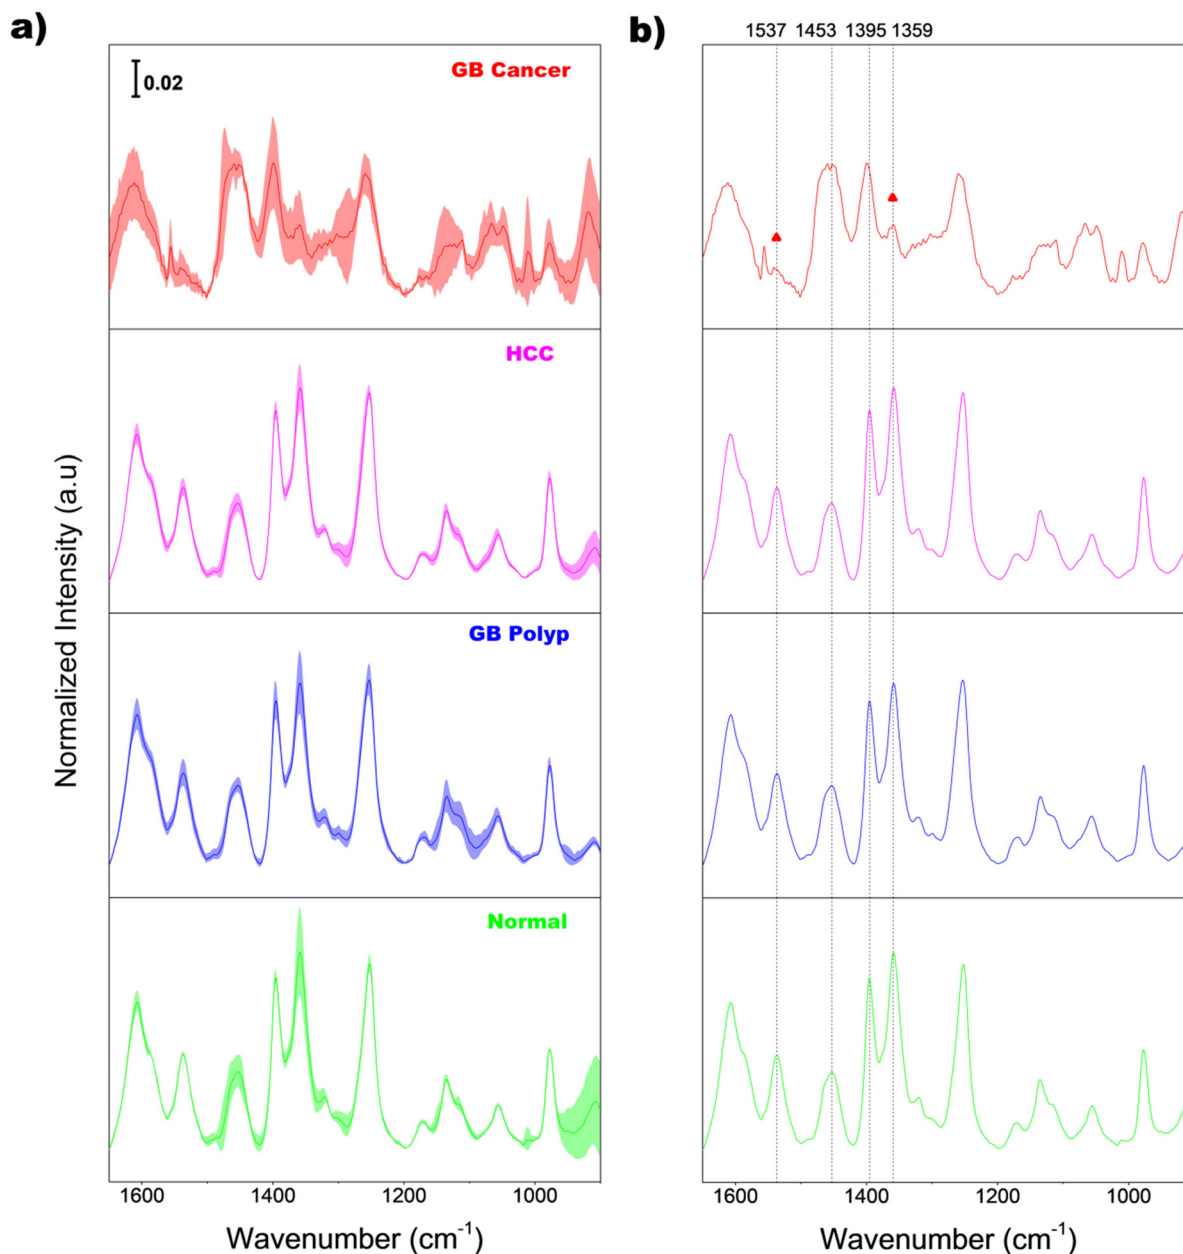 a)
b)
1537 1453 1395 1359
0.02
GB Cancer
HCC
GB Polyp
Normal
Normalized Intensity (a.u)
1600 1400 1200 1000
1600 1400 1200 1000
Wavenumber (cm⁻¹)
Wavenumber (cm⁻¹)